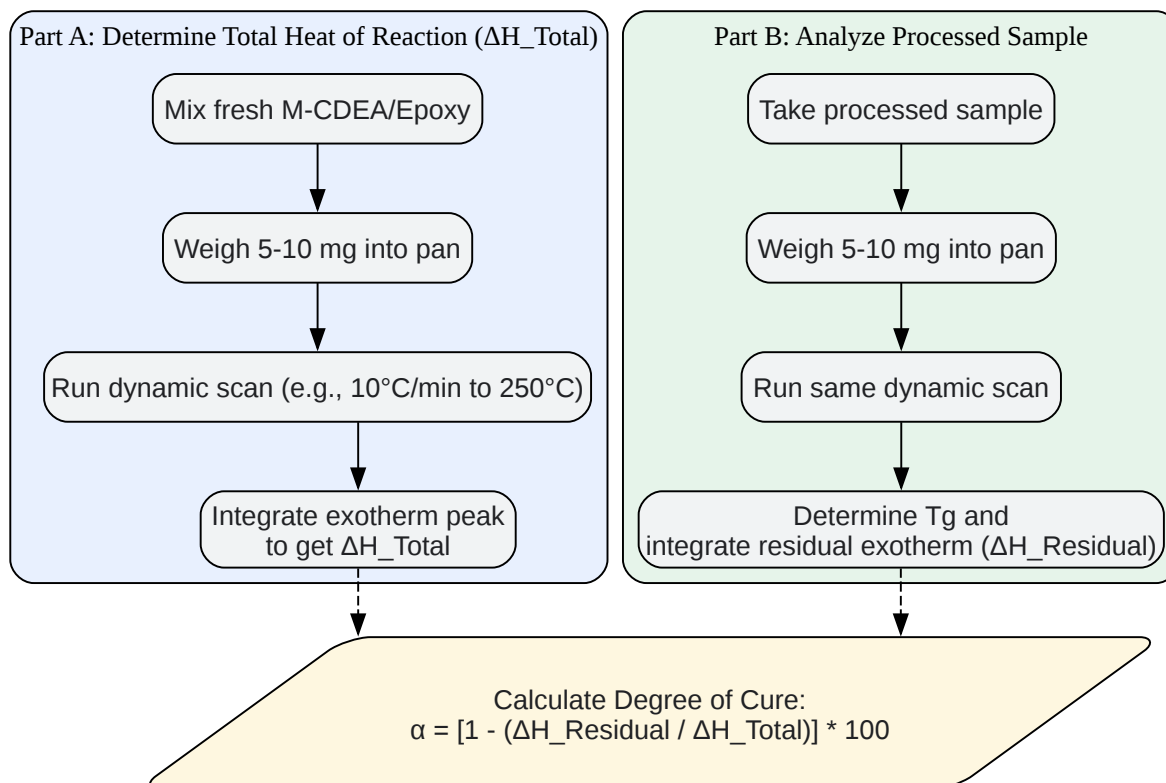 Part A: Determine Total Heat of Reaction (ΔH_Total)
Mix fresh M-CDEA/Epoxy
Weigh 5-10 mg into pan
Run dynamic scan (e.g., 10°C/min to 250°C)
Integrate exotherm peak
to get ΔH_Total
Part B: Analyze Processed Sample
Take processed sample
Weigh 5-10 mg into pan
Run same dynamic scan
Determine Tg and
integrate residual exotherm (ΔH_Residual)
Calculate Degree of Cure:
α = [1 - (ΔH_Residual / ΔH_Total)] * 100